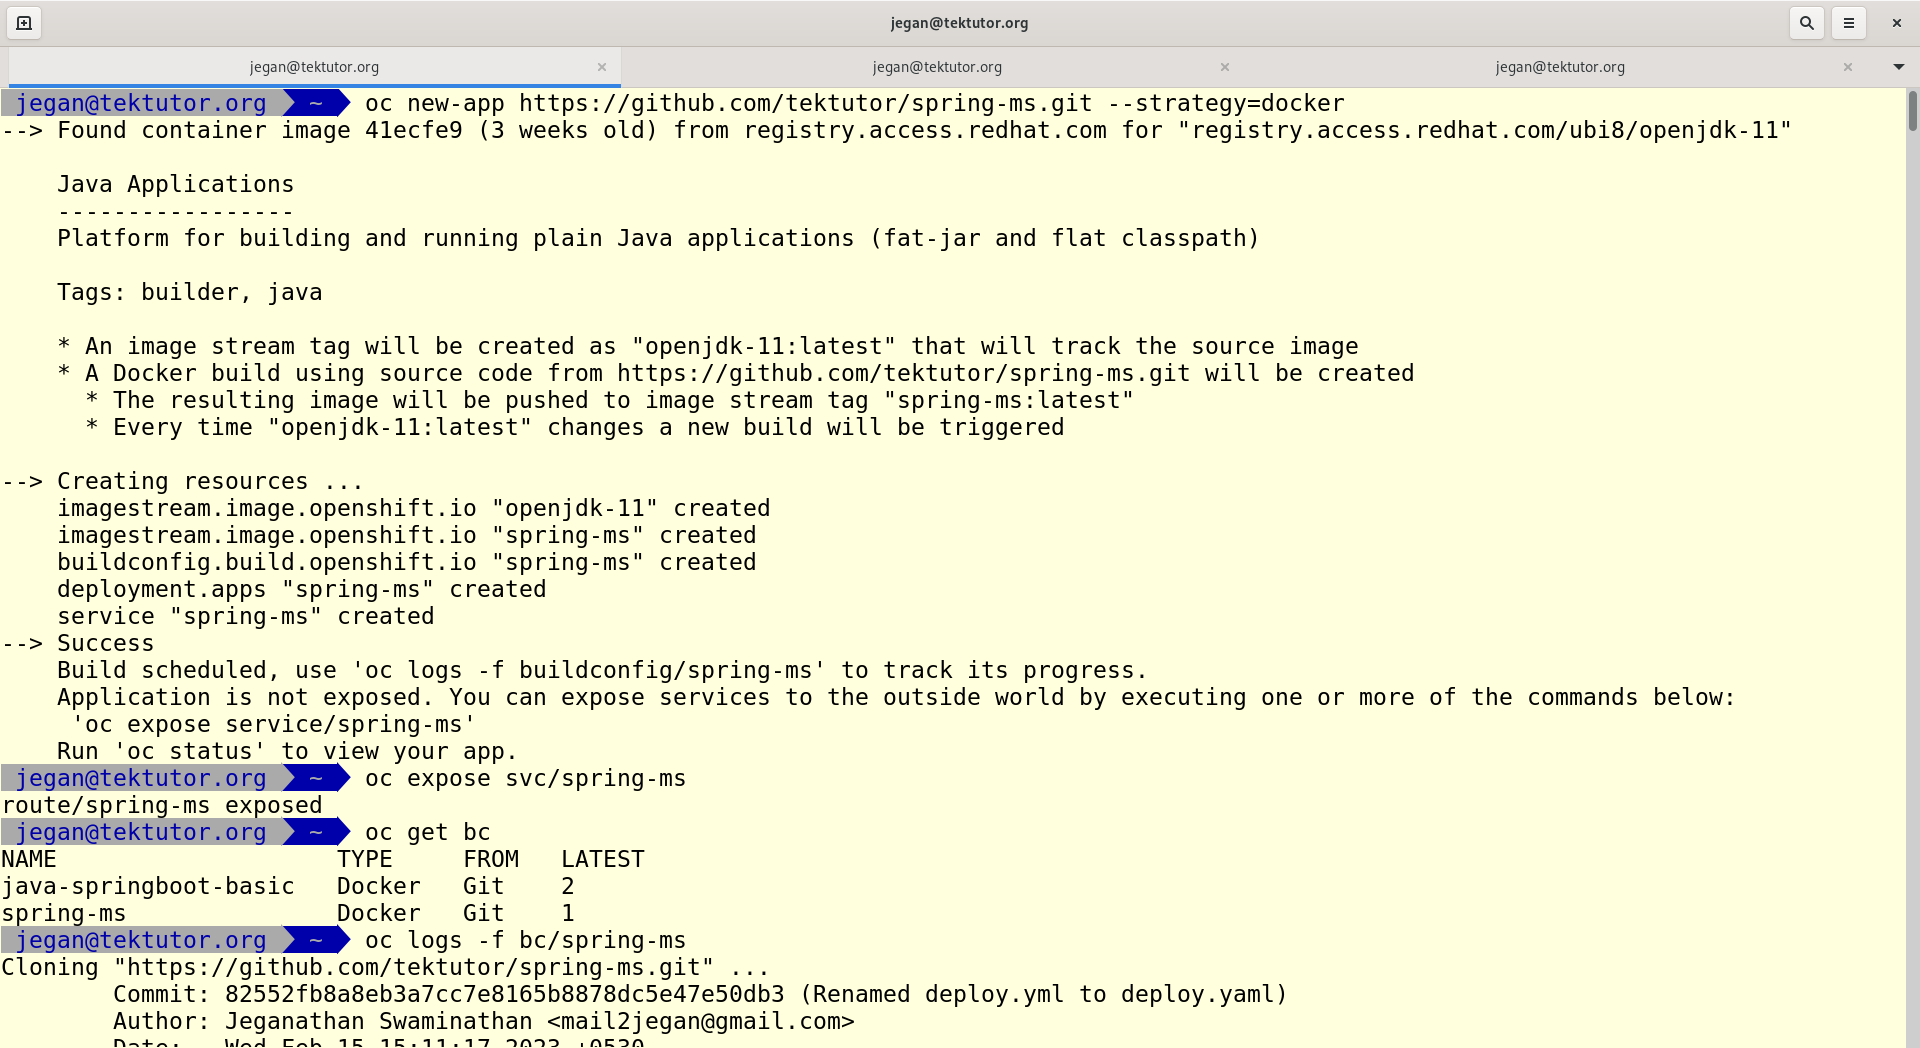 jegan@tektutor.org
jegan@tektutor.org jegan@tektutor.org jegan@tektutor.org
jegan@tektutor.org ~ oc new-app https://github.com/tektutor/spring-ms.git --strategy=docker
--> Found container image 41ecfe9 (3 weeks old) from registry.access.redhat.com for "registry.access.redhat.com/ubi8/openjdk-11"
Java Applications
-----------------
Platform for building and running plain Java applications (fat-jar and flat classpath)
Tags: builder, java
* An image stream tag will be created as "openjdk-11:latest" that will track the source image
* A Docker build using source code from https://github.com/tektutor/spring-ms.git will be created
* The resulting image will be pushed to image stream tag "spring-ms:latest"
* Every time "openjdk-11:latest" changes a new build will be triggered
--> Creating resources ...
imagestream.image.openshift.io "openjdk-11" created
imagestream.image.openshift.io "spring-ms" created
buildconfig.build.openshift.io "spring-ms" created
deployment.apps "spring-ms" created
service "spring-ms" created
--> Success
Build scheduled, use 'oc logs -f buildconfig/spring-ms' to track its progress.
Application is not exposed. You can expose services to the outside world by executing one or more of the commands below:
'oc expose service/spring-ms'
Run 'oc status' to view your app.
jegan@tektutor.org ~ oc expose svc/spring-ms
route/spring-ms exposed
jegan@tektutor.org ~ oc get bc
NAME TYPE FROM LATEST
java-springboot-basic Docker Git 2
spring-ms Docker Git 1
jegan@tektutor.org ~ oc logs -f bc/spring-ms
Cloning "https://github.com/tektutor/spring-ms.git" ...
Commit: 82552fb8a8eb3a7cc7e8165b8878dc5e47e50db3 (Renamed deploy.yml to deploy.yaml)
Author: Jeganathan Swaminathan <mail2jegan@gmail.com>
Date: Wed Feb 15 15:11:17 2023 +0530